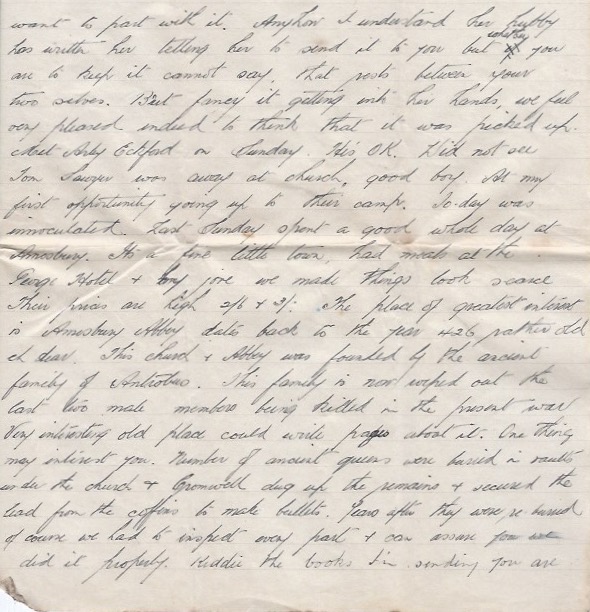 want to part with it. Anyhow I understand her hubby
has written her telling her to send it to you but whether you
are to keep it cannot say, that rests between your
two selves. But fancy it getting into her hands, we feel
very pleased indeed to think that it was picked up.
Met Arty Eckford on Sunday. He's OK. Did not see
Tom Sawyer was away at church, good boy. At my
first opportunity going up to their camp. To-day was
innoculated. Last Sunday spent a good whole day at
Amesbury. It's a fine little town, had meals at the
George Hotel & by jove we made things look scarce
Their prices are high 2/6 & 3/-. The place of greatest interest
is Amesbury Abbey dates back to the year 426 rather old
eh dear. This church & Abbey was founded by the ancient
family of Antrobus. This family is now wiped out the
last two male members being killed in the present war
Very interesting old place could write pages about it. One thing
may interest you. Number of ancient queens were buried in vaults
under the church & Cromwell dug up the remains & secured the
lead from the coffins to make bullets. Years after they were re buried
of course we had to inspect every part & can assure you we
did it properly. Kiddie the books I'm sending you are